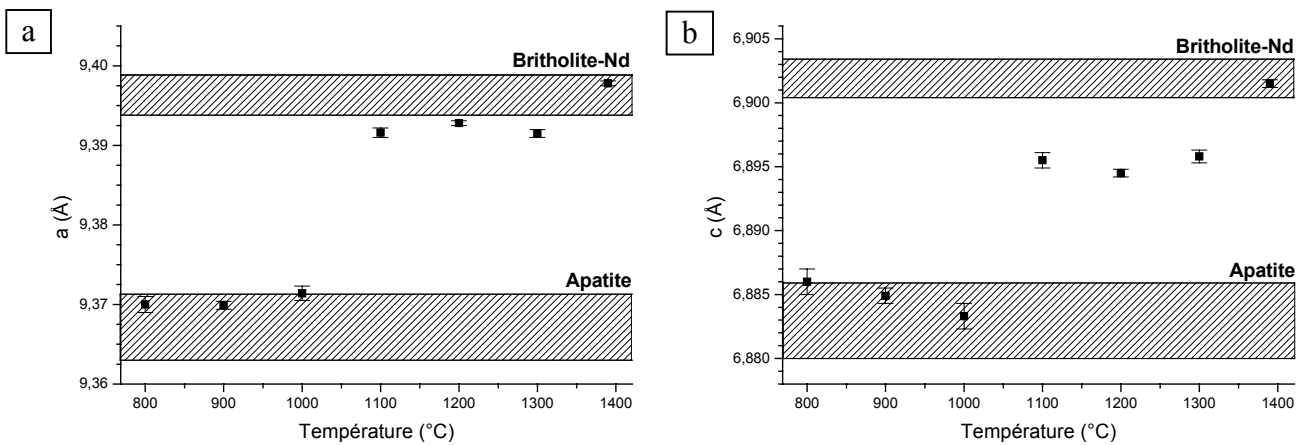 a
Britholite-Nd
9,40
9,39
9,38
9,37
9,36
a (Å)
Apatite
800 900 1000 1100 1200 1300 1400
Température (°C)
b
Britholite-Nd
6,905
6,900
6,895
6,890
6,885
6,880
c (Å)
Apatite
800 900 1000 1100 1200 1300 1400
Température (°C)